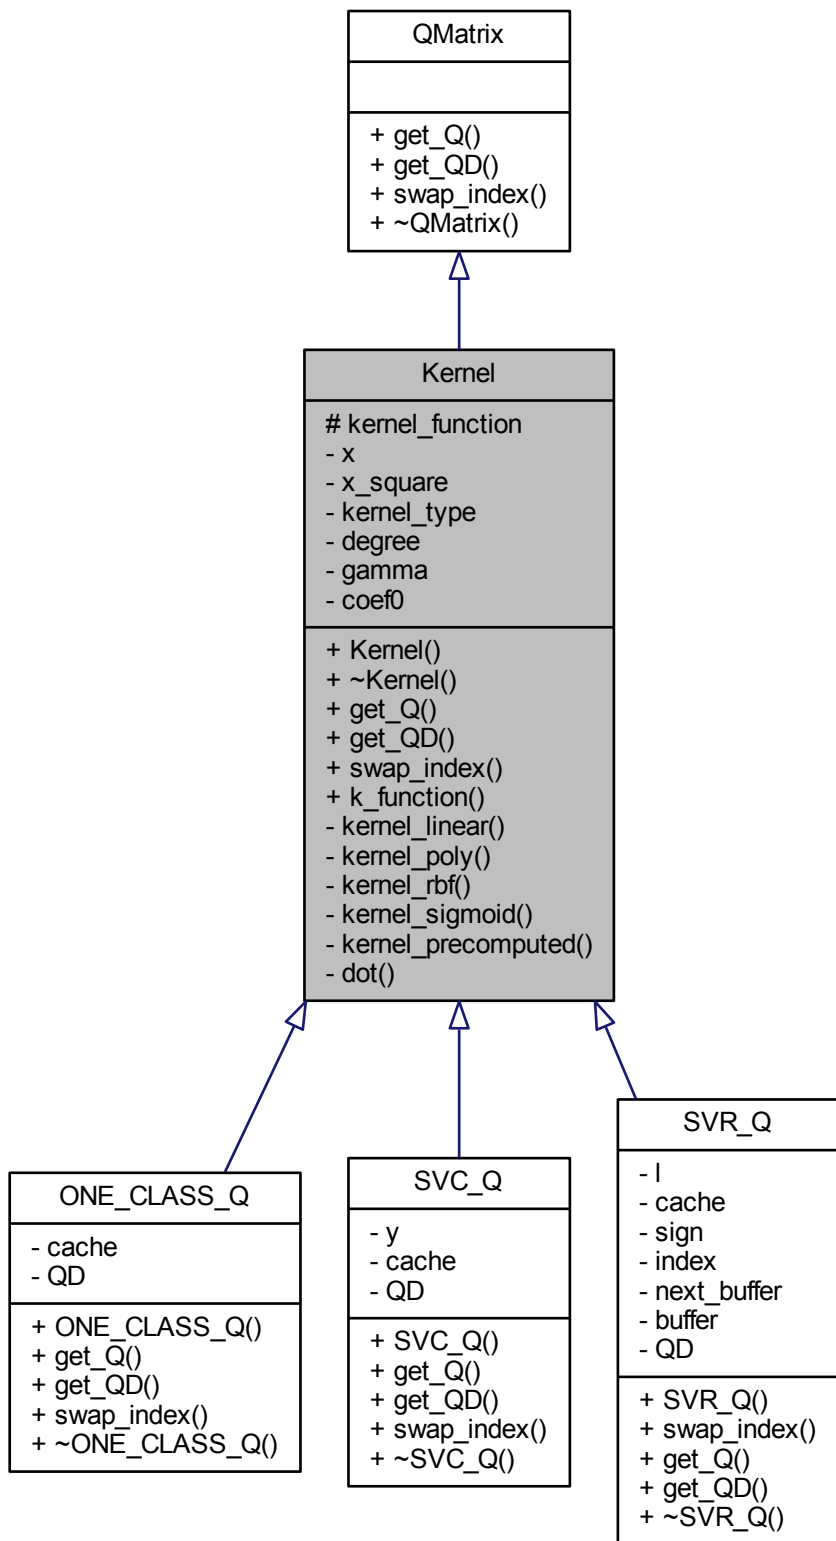 QMatrix
+ get_Q()
+ get_QD()
+ swap_index()
+ ~QMatrix()
Kernel
# kernel_function
- x
- x_square
- kernel_type
- degree
- gamma
- coef0
+ Kernel()
+ ~Kernel()
+ get_Q()
+ get_QD()
+ swap_index()
+ k_function()
- kernel_linear()
- kernel_poly()
- kernel_rbf()
- kernel_sigmoid()
- kernel_precomputed()
- dot()
ONE_CLASS_Q
- cache
- QD
+ ONE_CLASS_Q()
+ get_Q()
+ get_QD()
+ swap_index()
+ ~ONE_CLASS_Q()
SVC_Q
- y
- cache
- QD
+ SVC_Q()
+ get_Q()
+ get_QD()
+ swap_index()
+ ~SVC_Q()
SVR_Q
- l
- cache
- sign
- index
- next_buffer
- buffer
- QD
+ SVR_Q()
+ swap_index()
+ get_Q()
+ get_QD()
+ ~SVR_Q()